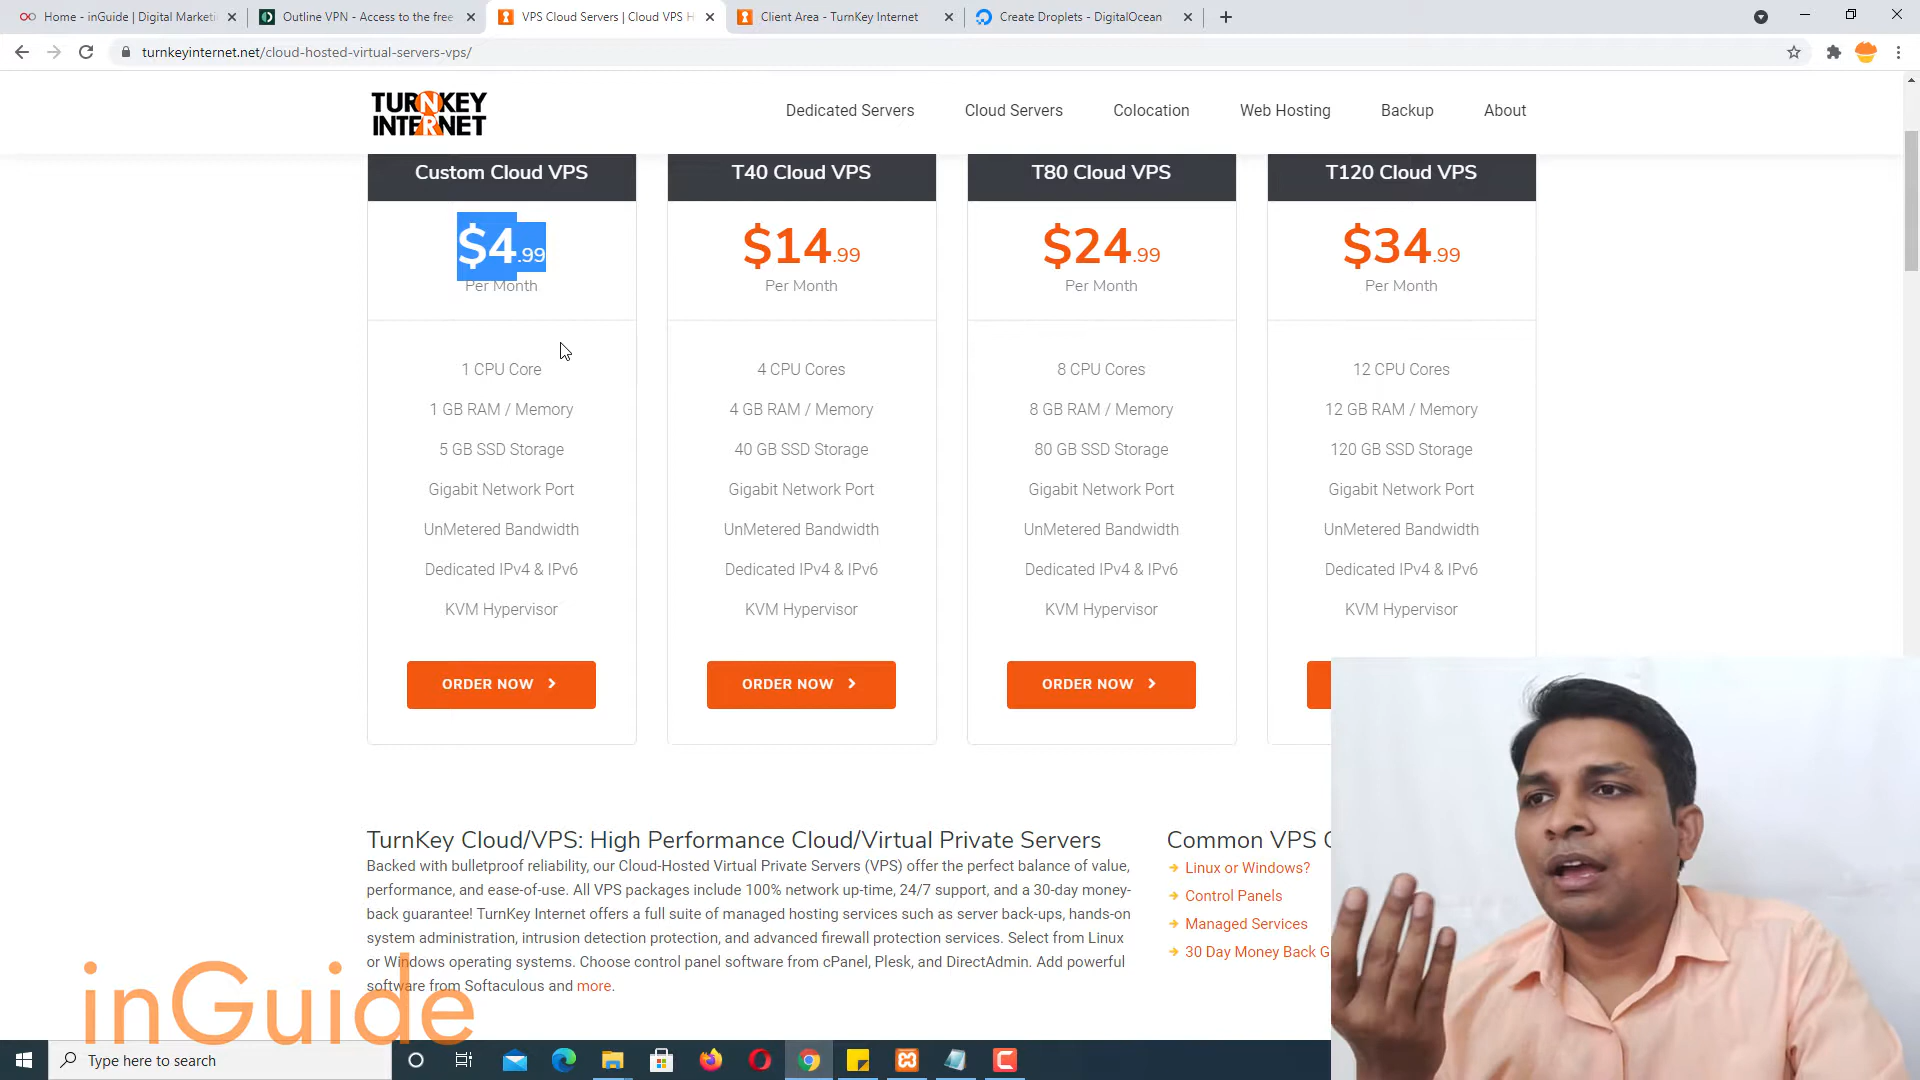 Home - inGuide | Digital Marketi
Outline VPN - Access to the free
VPS Cloud Servers | Cloud VPS H
Client Area - TurnKey Internet
Create Droplets - DigitalOcean
turnkeyinternet.net/cloud-hosted-virtual-servers-vps/
TURNKEY
INTERNET
Dedicated Servers
Cloud Servers
Colocation
Web Hosting
Backup
About
Custom Cloud VPS
$4.99
Per Month
1 CPU Core
1 GB RAM / Memory
5 GB SSD Storage
Gigabit Network Port
UnMetered Bandwidth
Dedicated IPv4 & IPv6
KVM Hypervisor
ORDER NOW
T40 Cloud VPS
$14.99
Per Month
4 CPU Cores
4 GB RAM / Memory
40 GB SSD Storage
Gigabit Network Port
UnMetered Bandwidth
Dedicated IPv4 & IPv6
KVM Hypervisor
ORDER NOW
T80 Cloud VPS
$24.99
Per Month
8 CPU Cores
8 GB RAM / Memory
80 GB SSD Storage
Gigabit Network Port
UnMetered Bandwidth
Dedicated IPv4 & IPv6
KVM Hypervisor
ORDER NOW
T120 Cloud VPS
$34.99
Per Month
12 CPU Cores
12 GB RAM / Memory
120 GB SSD Storage
Gigabit Network Port
UnMetered Bandwidth
Dedicated IPv4 & IPv6
KVM Hypervisor
TurnKey Cloud/VPS: High Performance Cloud/Virtual Private Servers
Backed with bulletproof reliability, our Cloud-Hosted Virtual Private Servers (VPS) offer the perfect balance of value,
performance, and ease-of-use. All VPS packages include 100% network up-time, 24/7 support, and a 30-day money-
back guarantee! TurnKey Internet offers a full suite of managed hosting services such as server back-ups, hands-on
system administration, intrusion detection protection, and advanced firewall protection services. Select from Linux
or Windows operating systems. Choose control panel software from cPanel, Plesk, and DirectAdmin. Add powerful
software from Softaculous and more.
Common VPS
Linux or Windows?
Control Panels
Managed Services
30 Day Money Back G
inGuide
Type here to search